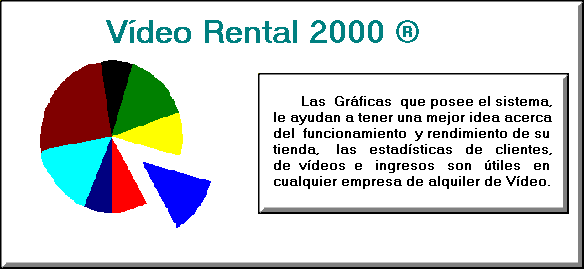 Vídeo Rental 2000 ®
Las Gráficas que posee el sistema,
le ayudan a tener una mejor idea acerca
del funcionamiento y rendimiento de su
tienda, las estadísticas de clientes,
de vídeos e ingresos son útiles en
cualquier empresa de alquiler de Vídeo.